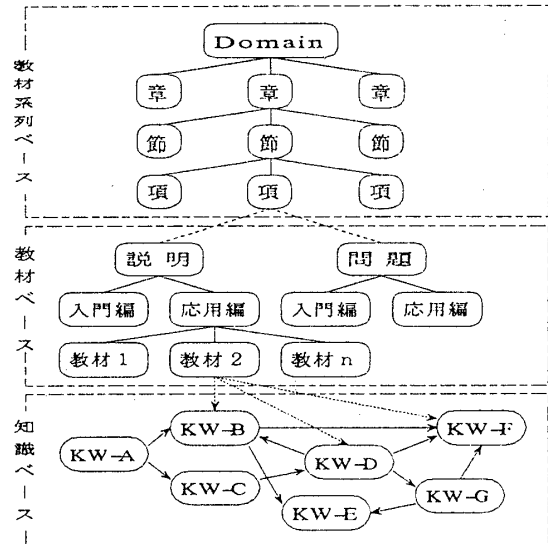 教材系列ベース
Domain
章 章 章
節 節 節
項 項 項
教材ベース
説明 問題
入門編 応用編 入門編 応用編
教材1 教材2 教材n
知識ベース
KW-B KW-F
KW-A KW-D
KW-C KW-G
KW-E